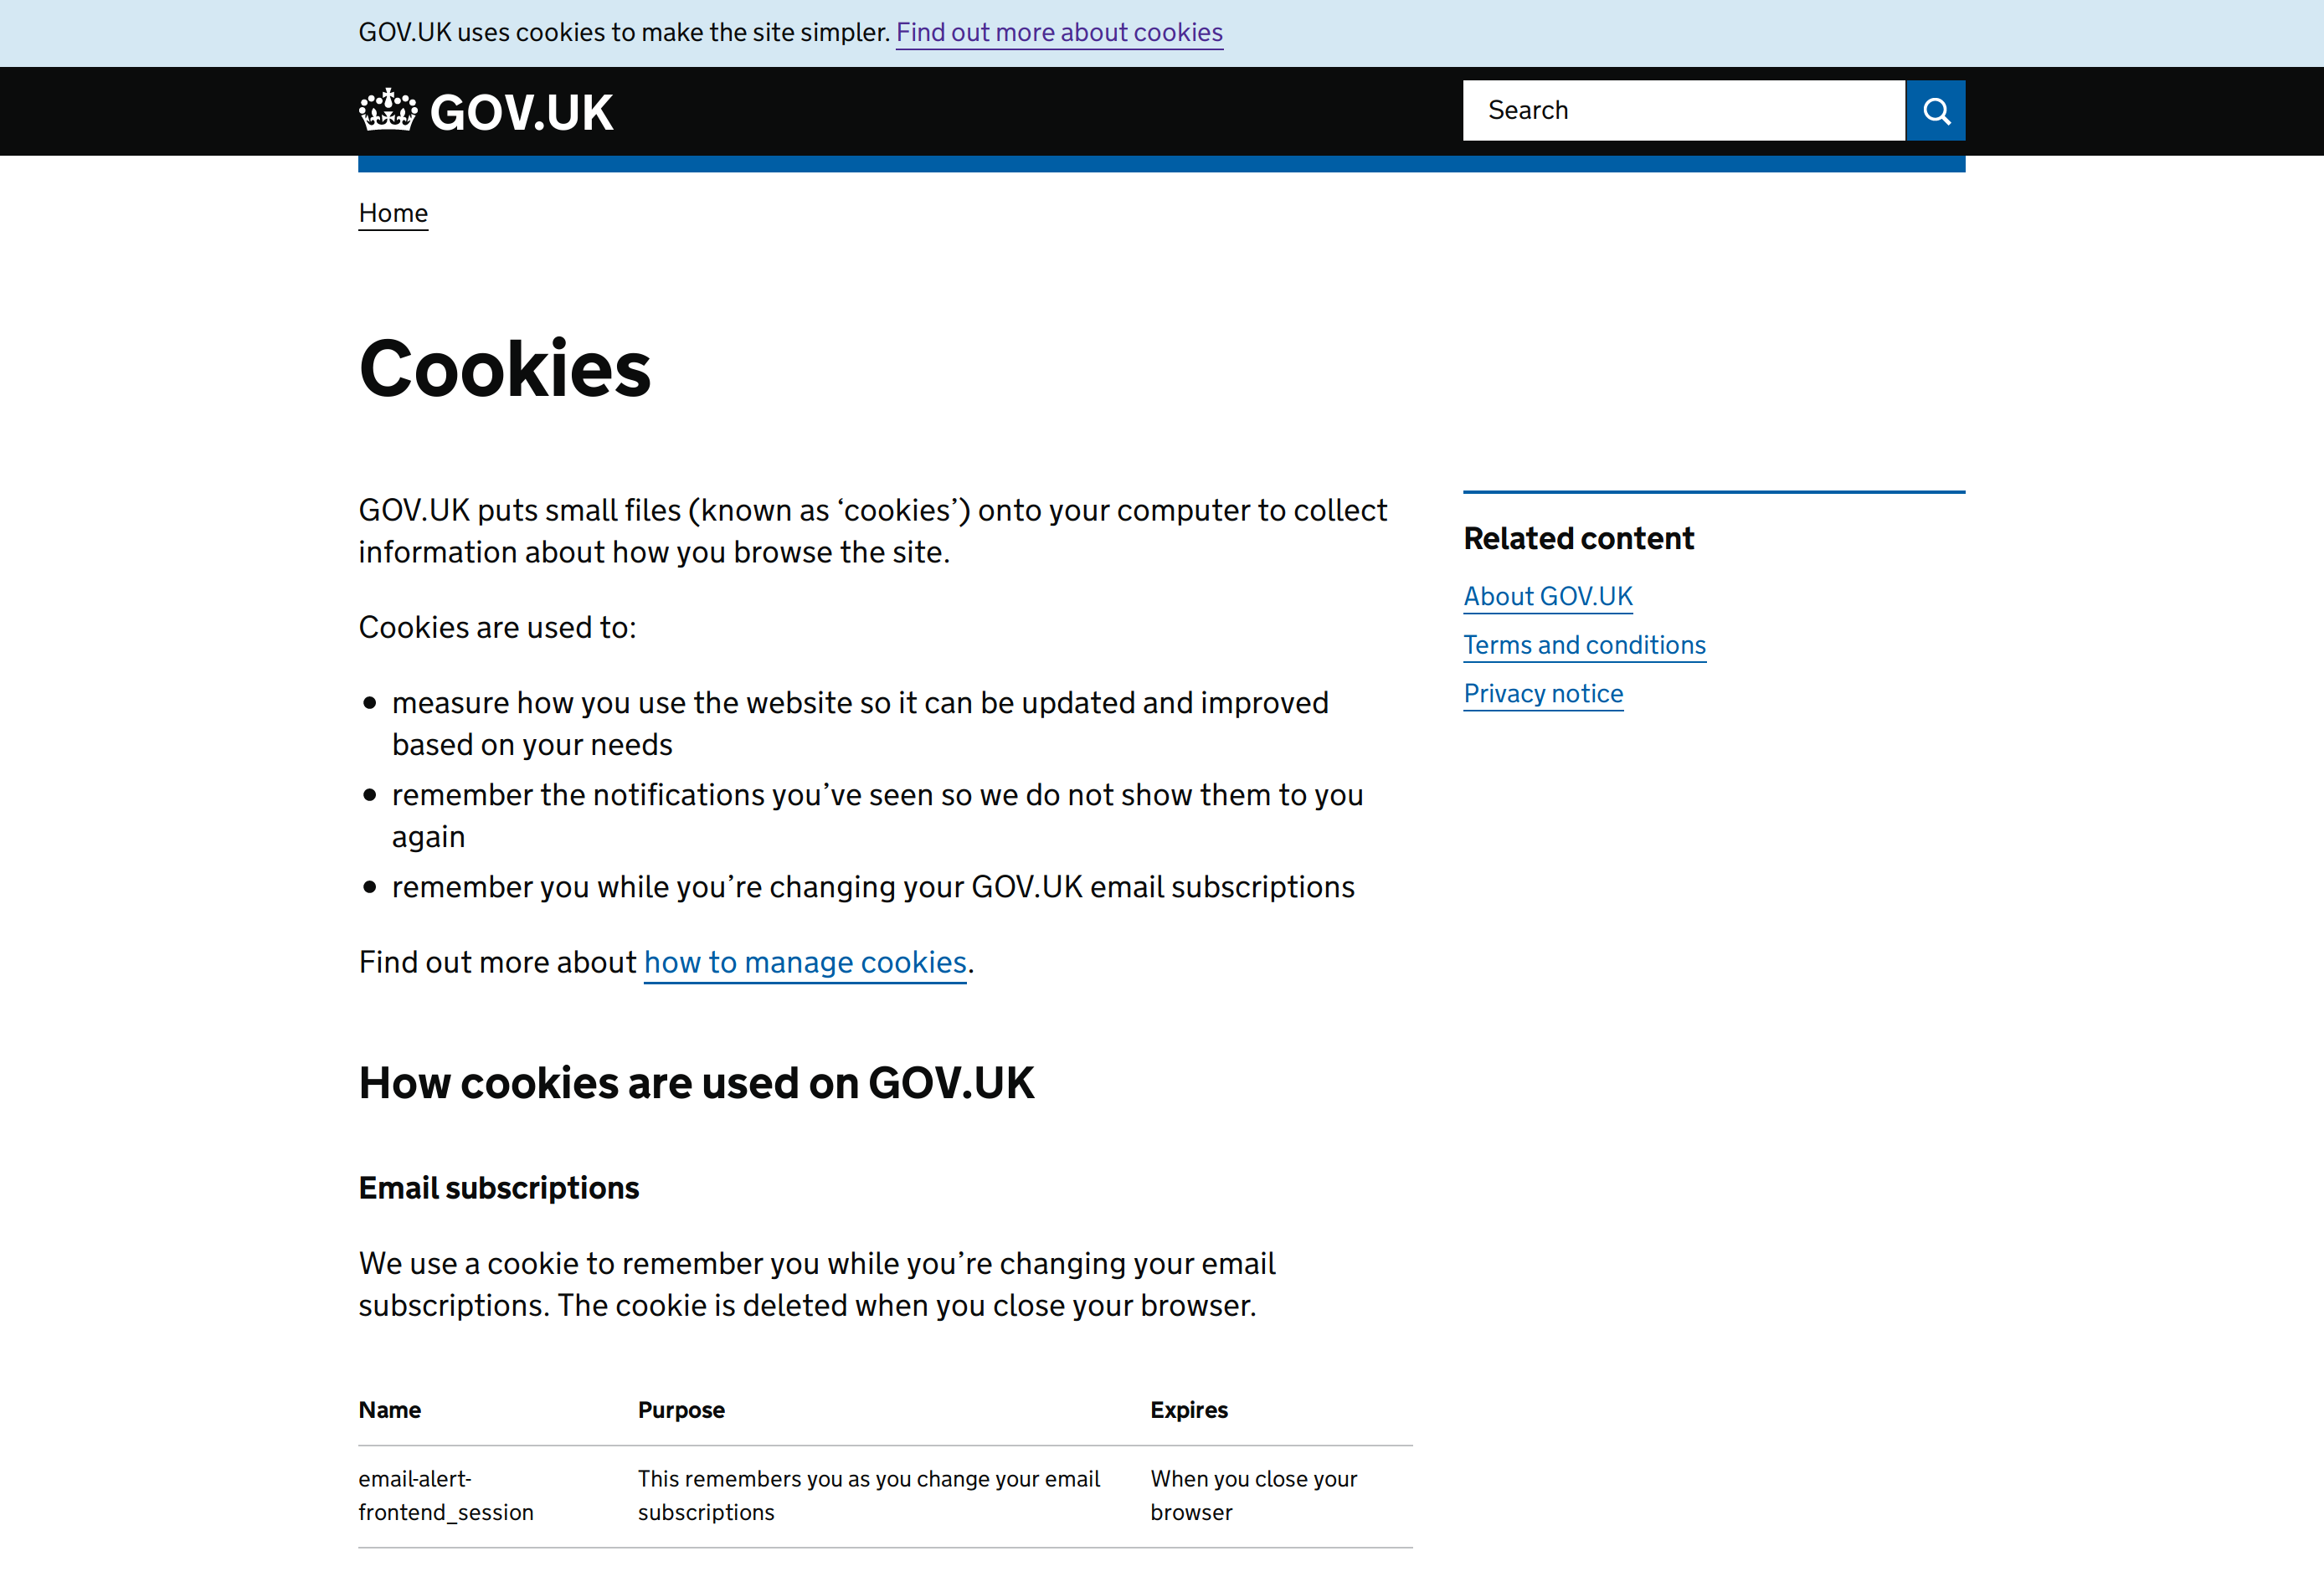 GOV.UK uses cookies to make the site simpler. Find out more about cookies
GOV.UK
Search
Home
Cookies
GOV.UK puts small files (known as ‘cookies’) onto your computer to collect
information about how you browse the site.
Cookies are used to:
measure how you use the website so it can be updated and improved
based on your needs
remember the notifications you’ve seen so we do not show them to you
again
remember you while you’re changing your GOV.UK email subscriptions
Find out more about how to manage cookies.
Related content
About GOV.UK
Terms and conditions
Privacy notice
How cookies are used on GOV.UK
Email subscriptions
We use a cookie to remember you while you’re changing your email
subscriptions. The cookie is deleted when you close your browser.
Name Purpose Expires
email-alert- This remembers you as you change your email When you close your
frontend_session subscriptions browser